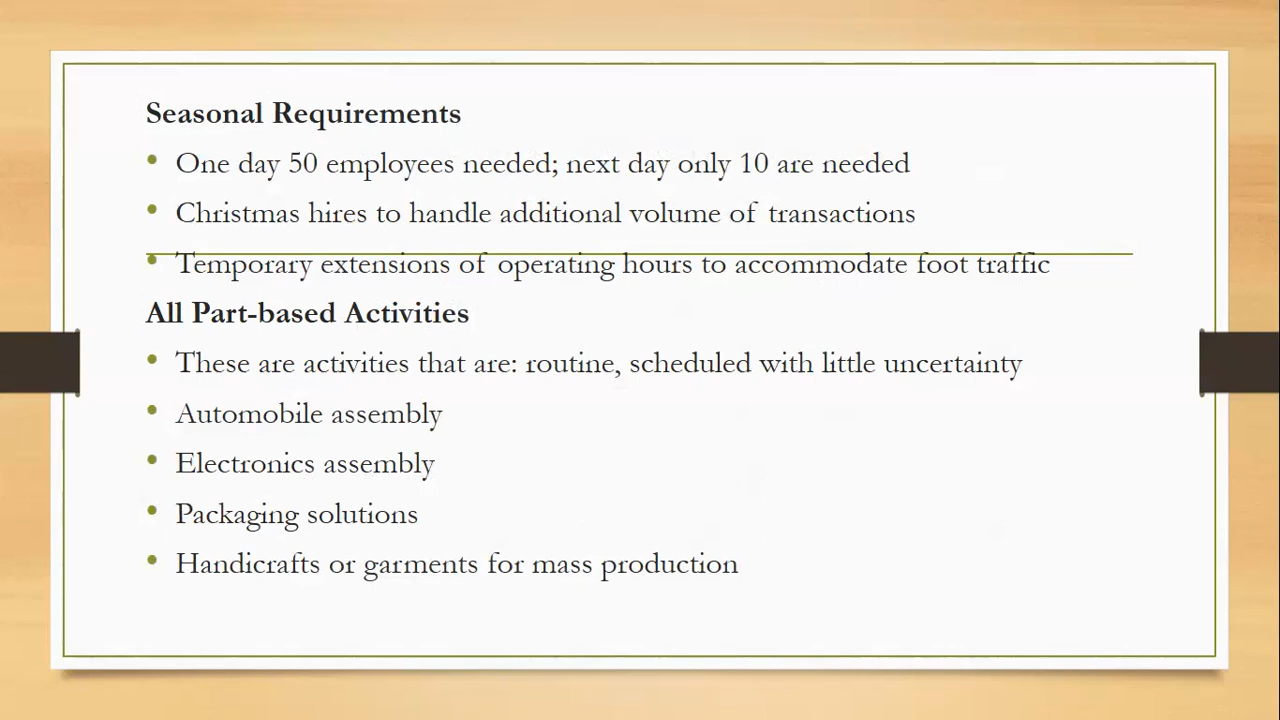 Seasonal Requirements
• One day 50 employees needed; next day only 10 are needed
• Christmas hires to handle additional volume of transactions
• Temporary extensions of operating hours to accommodate foot traffic
All Part-based Activities
• These are activities that are: routine, scheduled with little uncertainty
• Automobile assembly
• Electronics assembly
• Packaging solutions
• Handicrafts or garments for mass production